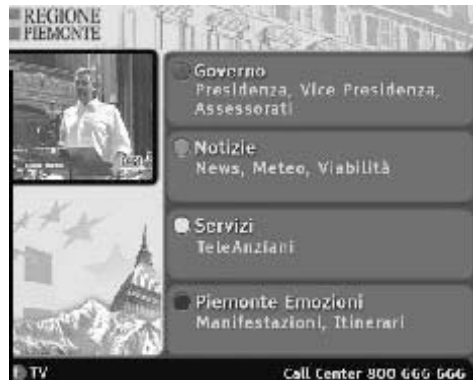 REGIONE
PIEMONTE
Governo
Presidenza, Vice Presidenza,
Assessorati
Notizie
News, Meteo, Viabilità
Servizi
TeleAnziani
Piemonte Emozioni
Manifestazioni, Itinerari
TV
Call Center 800 666 666